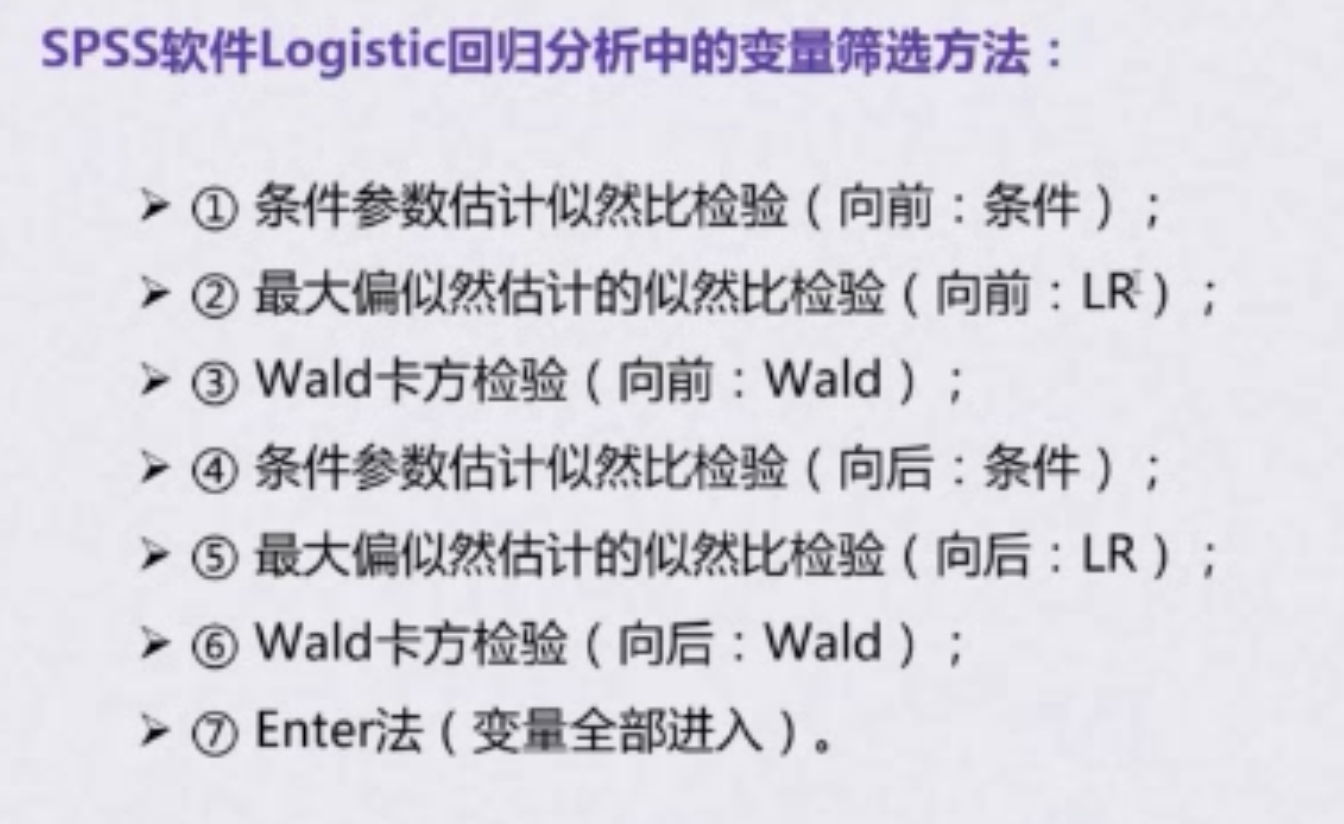 SPSS软件Logistic回归分析中的变量筛选方法：
➢ ① 条件参数估计似然比检验（向前：条件）；
➢ ② 最大偏似然估计的似然比检验（向前：LR）；
➢ ③ Wald卡方检验（向前：Wald）；
➢ ④ 条件参数估计似然比检验（向后：条件）；
➢ ⑤ 最大偏似然估计的似然比检验（向后：LR）；
➢ ⑥ Wald卡方检验（向后：Wald）；
➢ ⑦ Enter法（变量全部进入）。